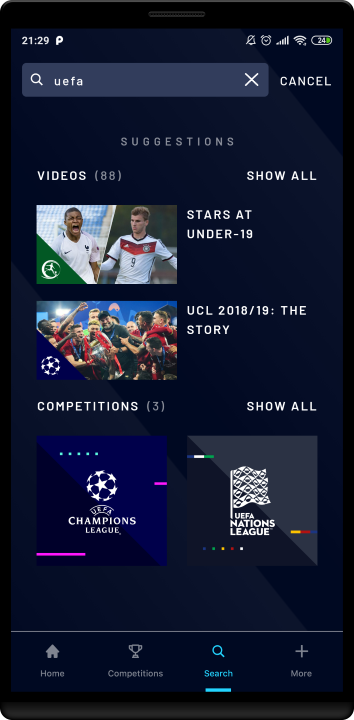 21:29
24
uefa
CANCEL
SUGGESTIONS
VIDEOS (88)
SHOW ALL
STARS AT
UNDER-19
9
UCL 2018/19: THE
STORY
COMPETITIONS (3)
SHOW ALL
UEFA
CHAMPIONS
LEAGUE
UEFA
NATIONS
LEAGUE
Home
Competitions
Search
More